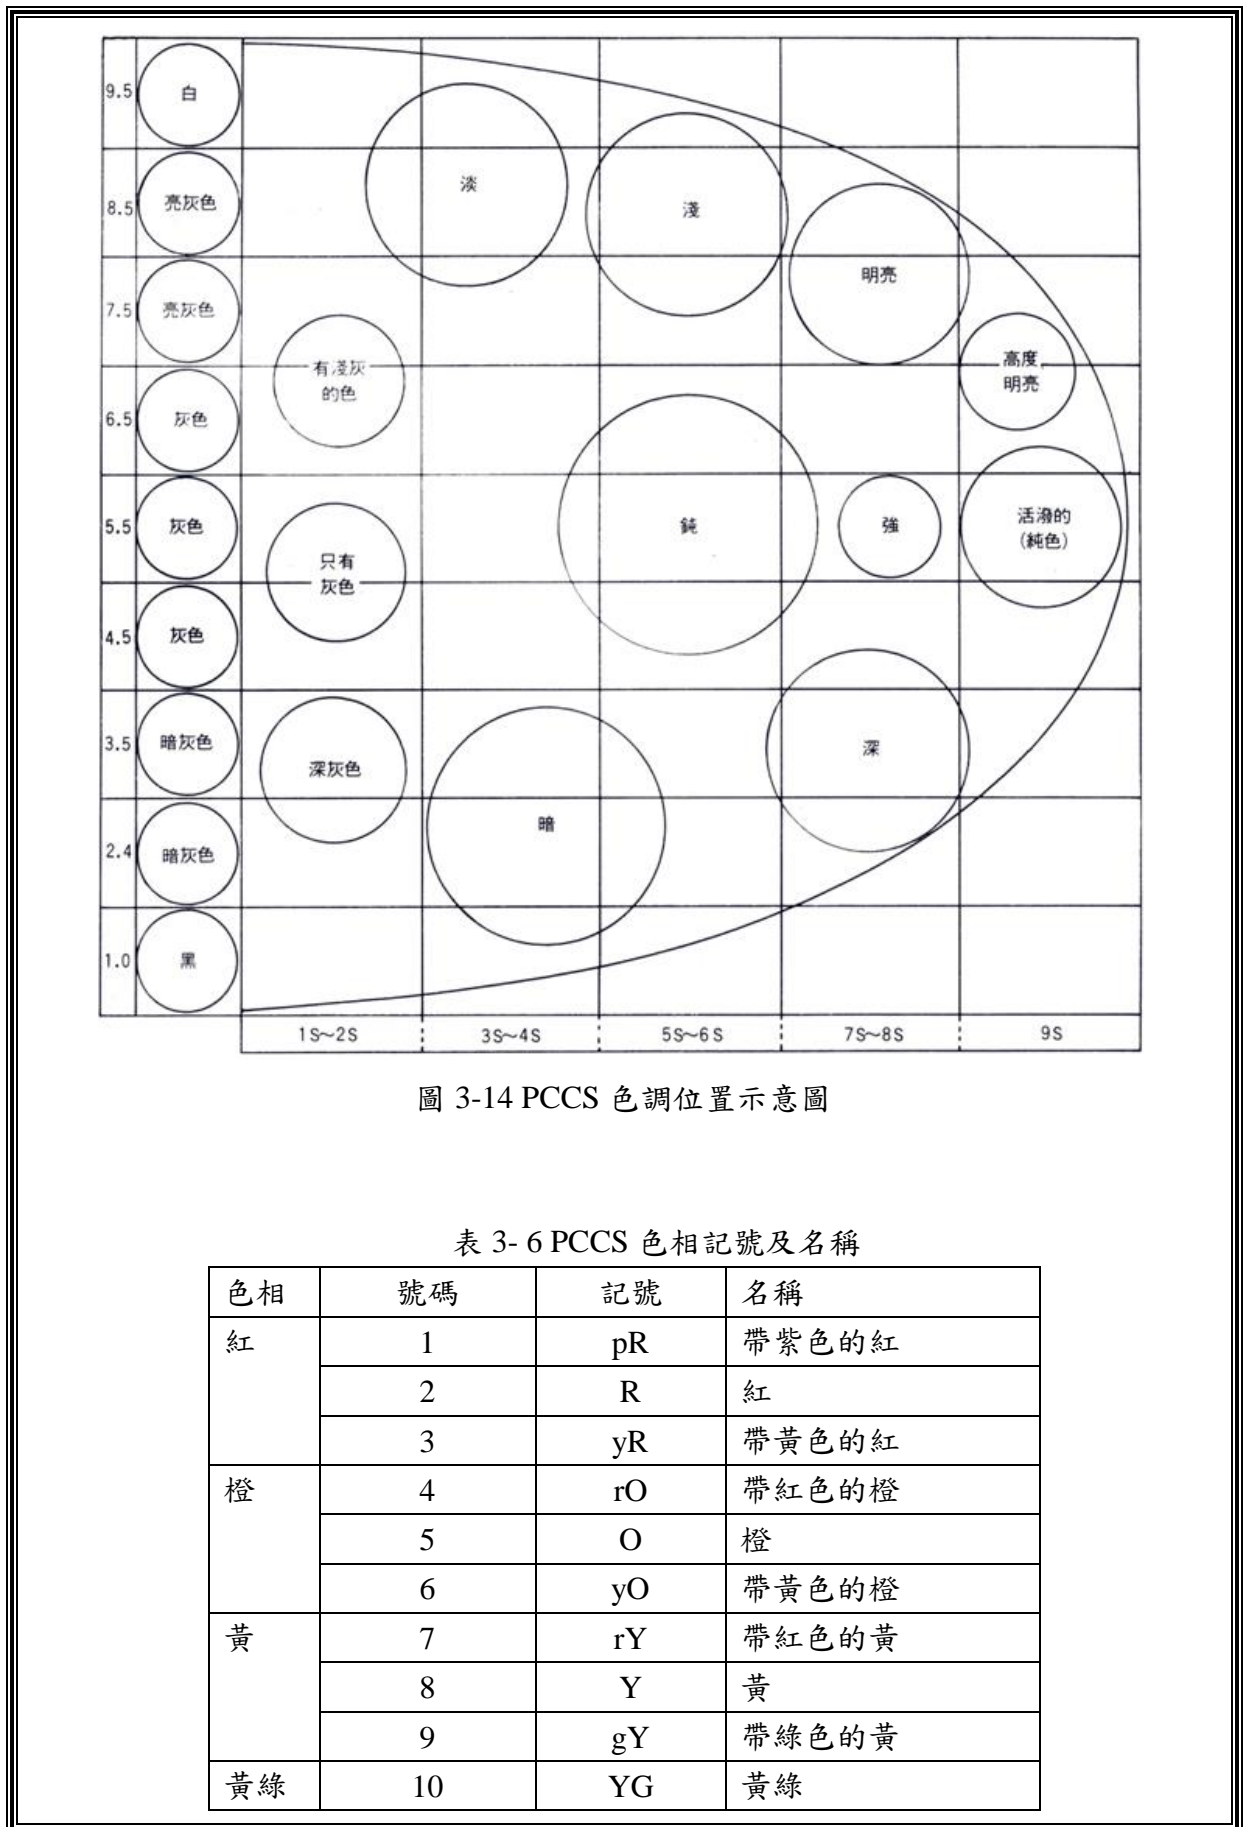 9.5 白
淡
8.5 亮灰色
淺
明亮
7.5 亮灰色
有淺灰
的色
高度
明亮
6.5 灰色
5.5 灰色
鈍
強
活潑的
(純色)
只有
灰色
4.5 灰色
3.5 暗灰色
深灰色
深
暗
2.4 暗灰色
1.0 黑
1S~2S 3S~4S 5S~6S 7S~8S 9S
圖 3-14 PCCS 色調位置示意圖
表 3- 6 PCCS 色相記號及名稱
色相 號碼 記號 名稱
紅 1 pR 帶紫色的紅
2 R 紅
3 yR 帶黃色的紅
橙 4 rO 帶紅色的橙
5 O 橙
6 yO 帶黃色的橙
黃 7 rY 帶紅色的黃
8 Y 黃
9 gY 帶綠色的黃
黃綠 10 YG 黃綠